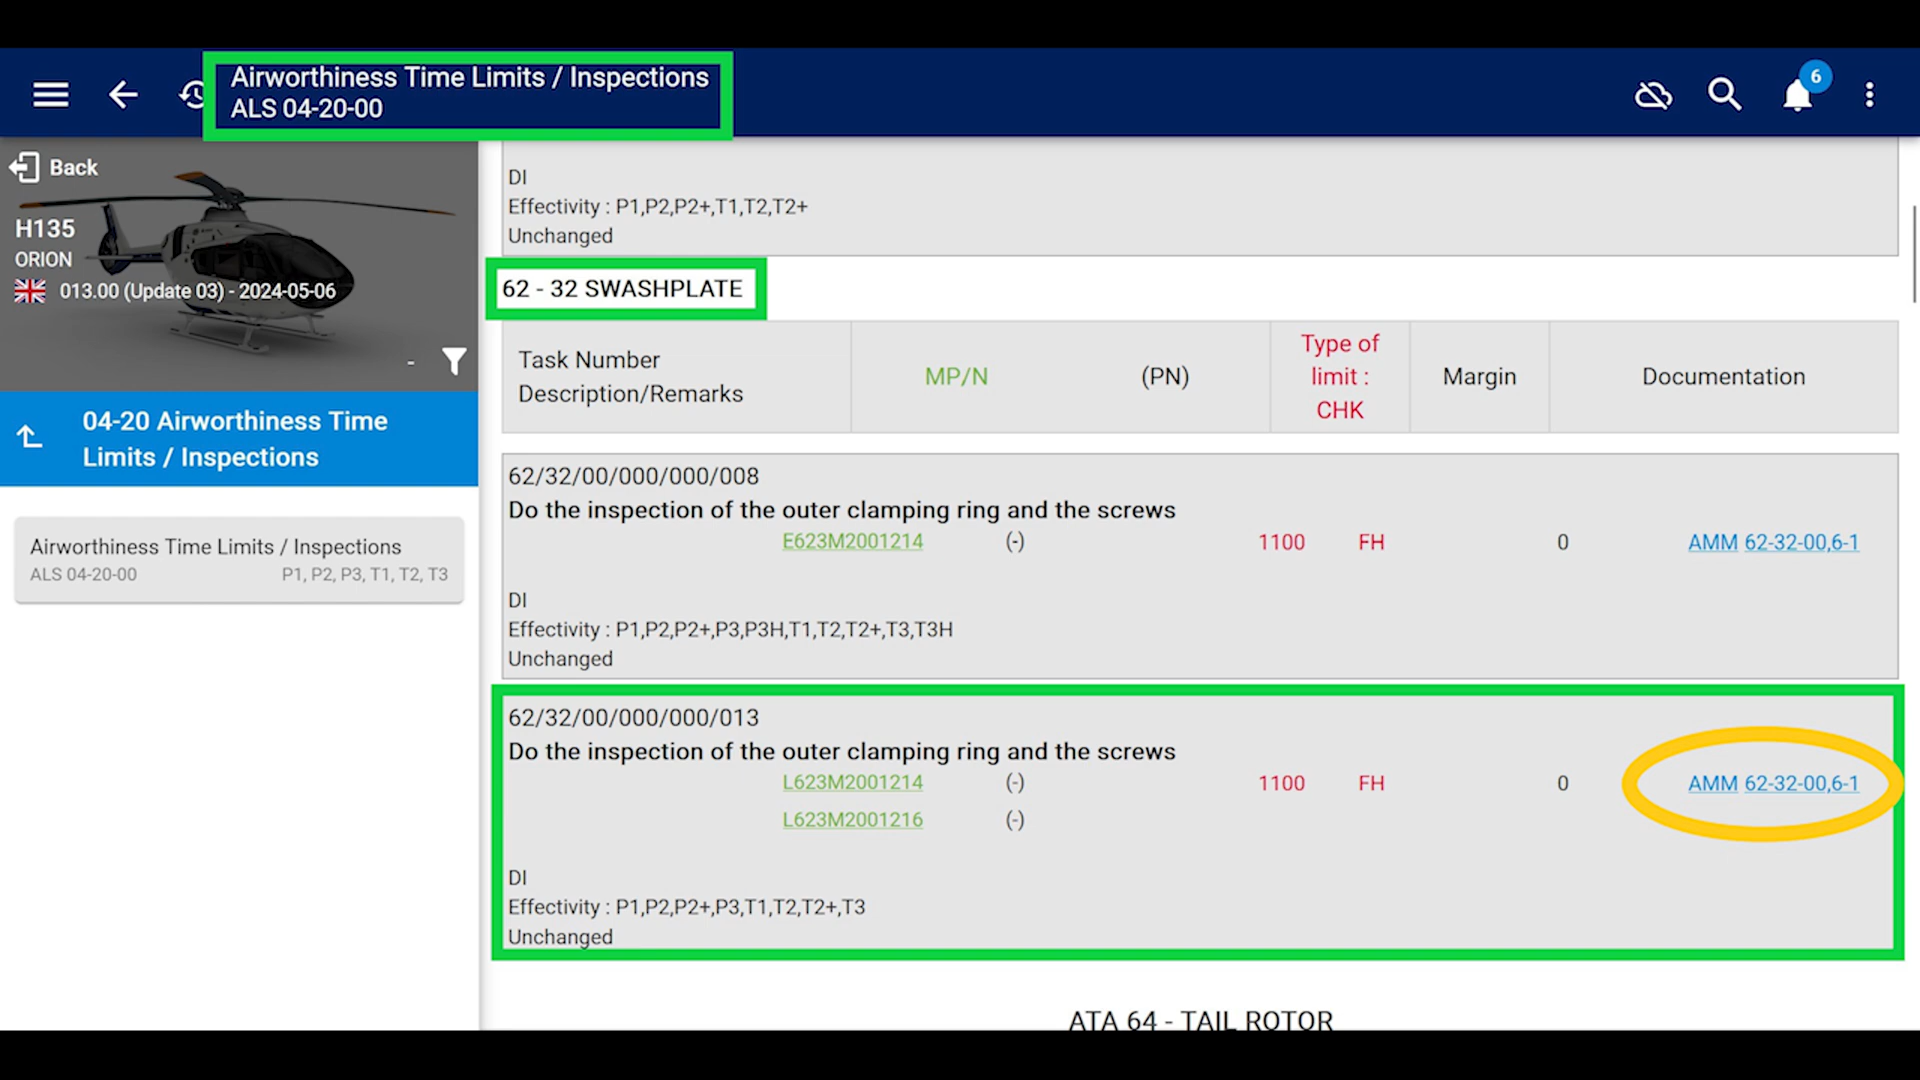 Airworthiness Time Limits / Inspections
ALS 04-20-00
6
Back
H135
ORION
013.00 (Update 03) - 2024-05-06
-
04-20 Airworthiness Time
Limits / Inspections
Airworthiness Time Limits / Inspections
ALS 04-20-00 P1, P2, P3, T1, T2, T3
DI
Effectivity : P1,P2,P2+,T1,T2,T2+
Unchanged
62 - 32 SWASHPLATE
Task Number
Description/Remarks
MP/N
(PN)
Type of
limit :
CHK
Margin
Documentation
62/32/00/000/000/008
Do the inspection of the outer clamping ring and the screws
E623M2001214 (-) 1100 FH 0 AMM 62-32-00,6-1
DI
Effectivity : P1,P2,P2+,P3,P3H,T1,T2,T2+,T3,T3H
Unchanged
62/32/00/000/000/013
Do the inspection of the outer clamping ring and the screws
L623M2001214 (-) 1100 FH 0 AMM 62-32-00,6-1
L623M2001216 (-)
DI
Effectivity : P1,P2,P2+,P3,T1,T2,T2+,T3
Unchanged
ATA 64 - TAIL ROTOR